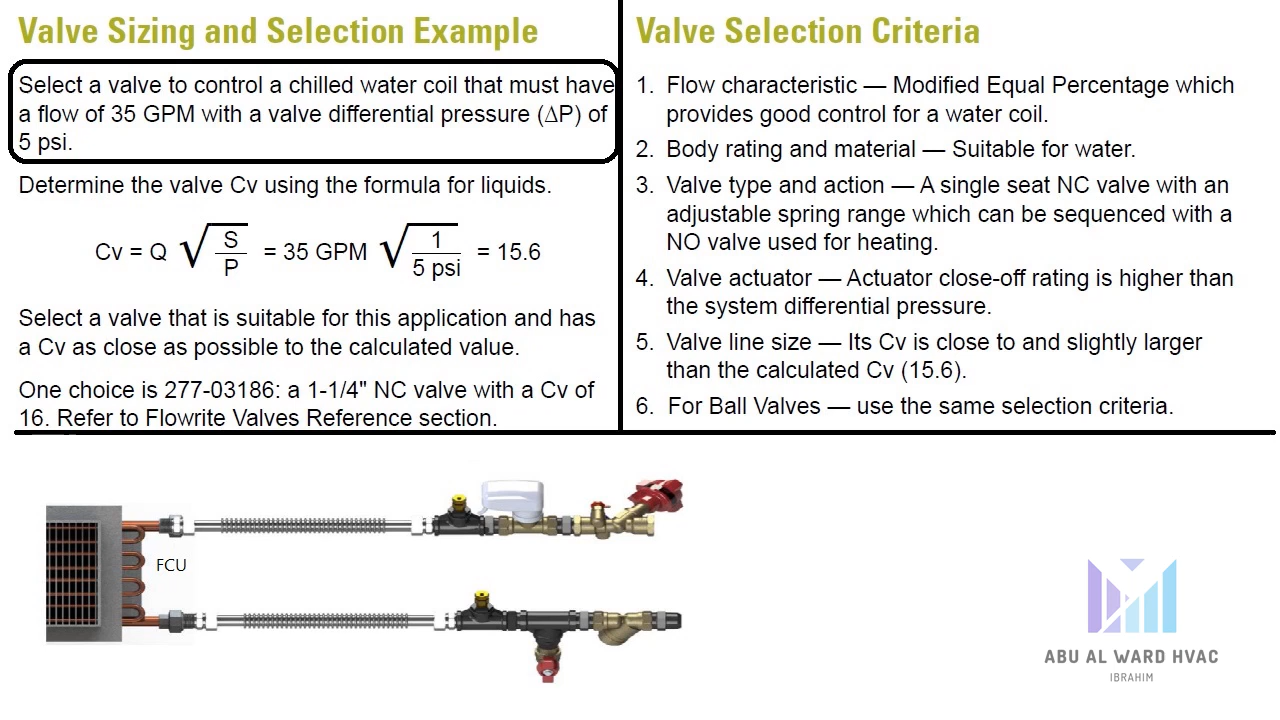 Valve Sizing and Selection Example
Select a valve to control a chilled water coil that must have
a flow of 35 GPM with a valve differential pressure (ΔP) of
5 psi.
Determine the valve Cv using the formula for liquids.
Cv = Q √ S/P = 35 GPM √ 1/5 psi = 15.6
Select a valve that is suitable for this application and has
a Cv as close as possible to the calculated value.
One choice is 277-03186: a 1-1/4" NC valve with a Cv of
16. Refer to Flowrite Valves Reference section.
Valve Selection Criteria
1. Flow characteristic — Modified Equal Percentage which
provides good control for a water coil.
2. Body rating and material — Suitable for water.
3. Valve type and action — A single seat NC valve with an
adjustable spring range which can be sequenced with a
NO valve used for heating.
4. Valve actuator — Actuator close-off rating is higher than
the system differential pressure.
5. Valve line size — Its Cv is close to and slightly larger
than the calculated Cv (15.6).
6. For Ball Valves — use the same selection criteria.
FCU
ABU AL WARD HVAC
IBRAHIM